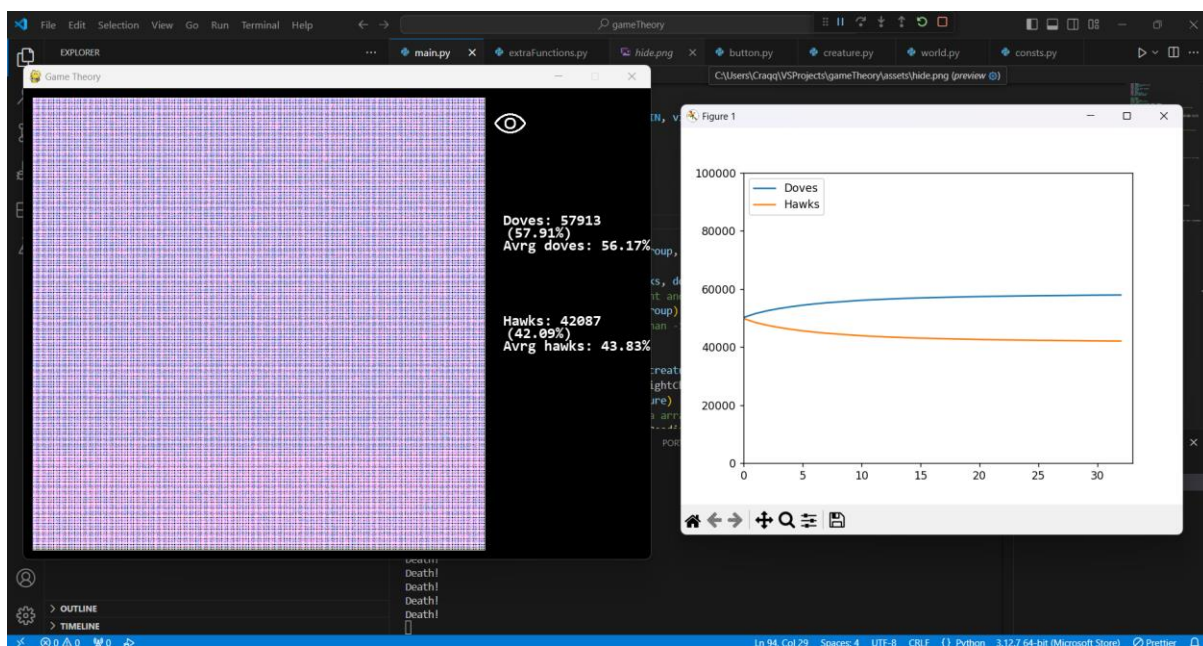 File Edit Selection View Go Run Terminal Help
gameTheory
EXPLORER
main.py
extraFunctions.py
hide.png
button.py
creature.py
world.py
consts.py
C:\Users\Craqq\VSProjects\gameTheory\assets\hide.png (preview)
Game Theory
Doves: 57913
(57.91%)
Avrg doves: 56.17%
Hawks: 42087
(42.09%)
Avrg hawks: 43.83%
Figure 1
Doves
Hawks
100000
80000
60000
40000
20000
0
0 5 10 15 20 25 30
Death!
Death!
Death!
Death!
Death!
OUTLINE
TIMELINE
0 0 0
Ln 94, Col 29 Spaces: 4 UTF-8 CRLF {} Python 3.12.7 64-bit (Microsoft Store) Prettier